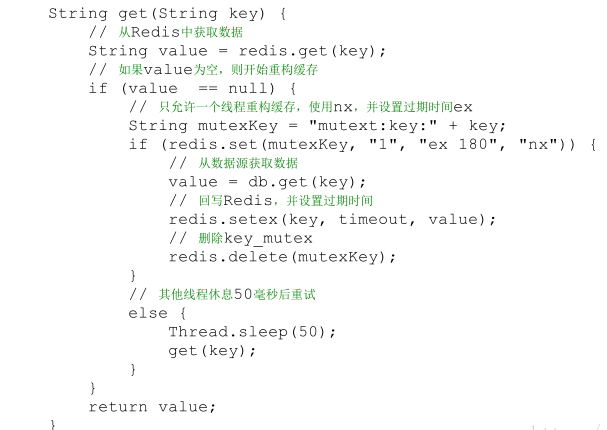 String get(String key) {
// 从Redis中获取数据
String value = redis.get(key);
// 如果value为空，则开始重构缓存
if (value  == null) {
// 只允许一个线程重构缓存，使用nx，并设置过期时间ex
String mutexKey = "mutext:key:" + key;
if (redis.set(mutexKey, "1", "ex 180", "nx")) {
// 从数据源获取数据
value = db.get(key);
// 回写Redis，并设置过期时间
redis.setex(key, timeout, value);
// 删除key_mutex
redis.delete(mutexKey);
}
// 其他线程休息50毫秒后重试
else {
Thread.sleep(50);
get(key);
}
}
return value;
}